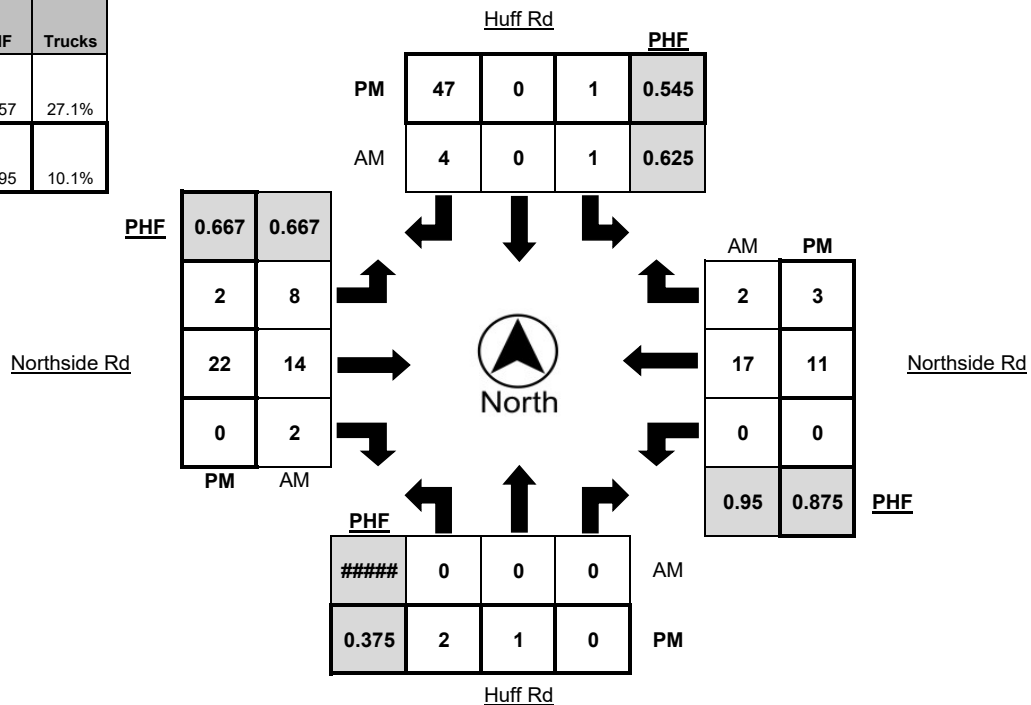 Huff Rd
PHF
Trucks
PM 47 0 1 0.545
27.1%
AM 4 0 1 0.625
10.1%
PHF 0.667 0.667
AM PM
2 8
2 3
Northside Rd 22 14
17 11 Northside Rd
North
0 2
0 0
PM AM
0.95 0.875 PHF
PHF
##### 0 0 0 AM
0.375 2 1 0 PM
Huff Rd